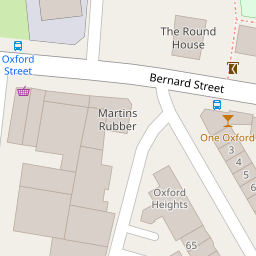 The Round
House
Oxford
Street
Bernard Street
Martins
Rubber
One Oxford
3
4
5
6
Oxford
Heights
65